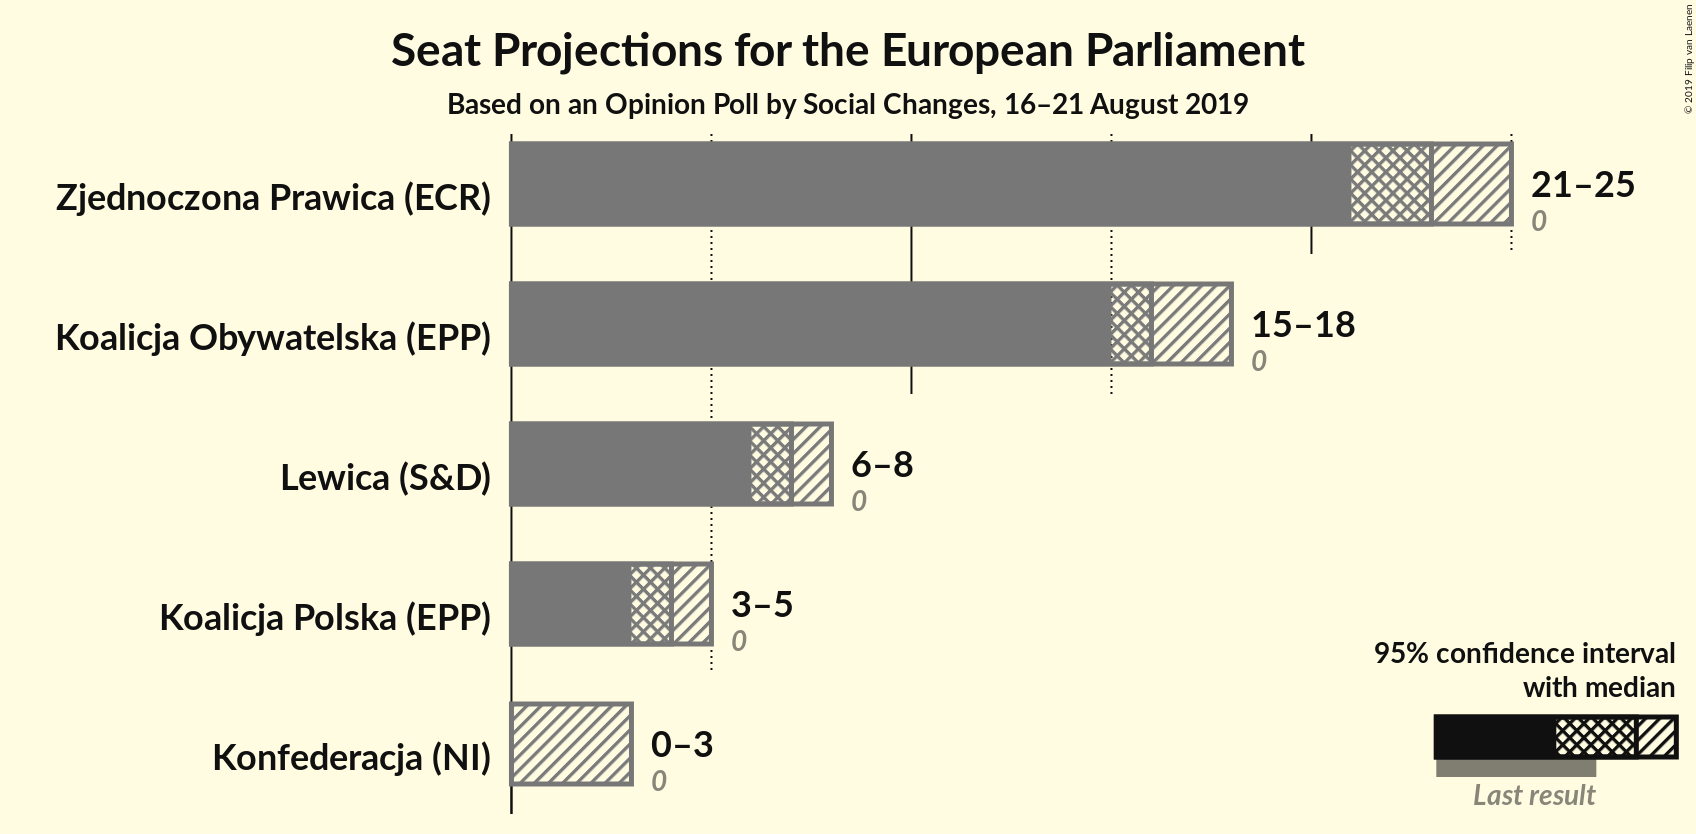 Seat Projections for the European Parliament
Based on an Opinion Poll by Social Changes, 16–21 August 2019
© 2019 Filip van Laenen
Zjednoczona Prawica (ECR)
21–25
0
Koalicja Obywatelska (EPP)
15–18
0
Lewica (S&D)
6–8
0
Koalicja Polska (EPP)
3–5
0
Konfederacja (NI)
0–3
0
95% confidence interval
with median
Last result